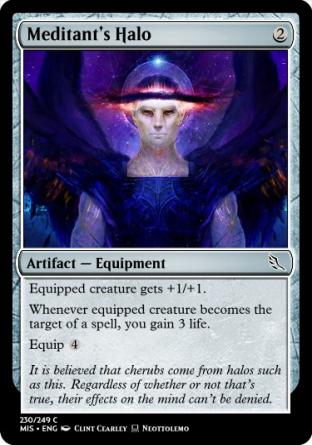 Meditant's Halo 2
Artifact — Equipment
Equipped creature gets +1/+1.
Whenever equipped creature becomes the
target of a spell, you gain 3 life.
Equip 4
It is believed that cherubs come from halos such
as this. Regardless of whether or not that's
true, their effects on the mind can't be denied.
230/249 C
MIS • ENG CLINT CEARLEY NEOTTOLEMO